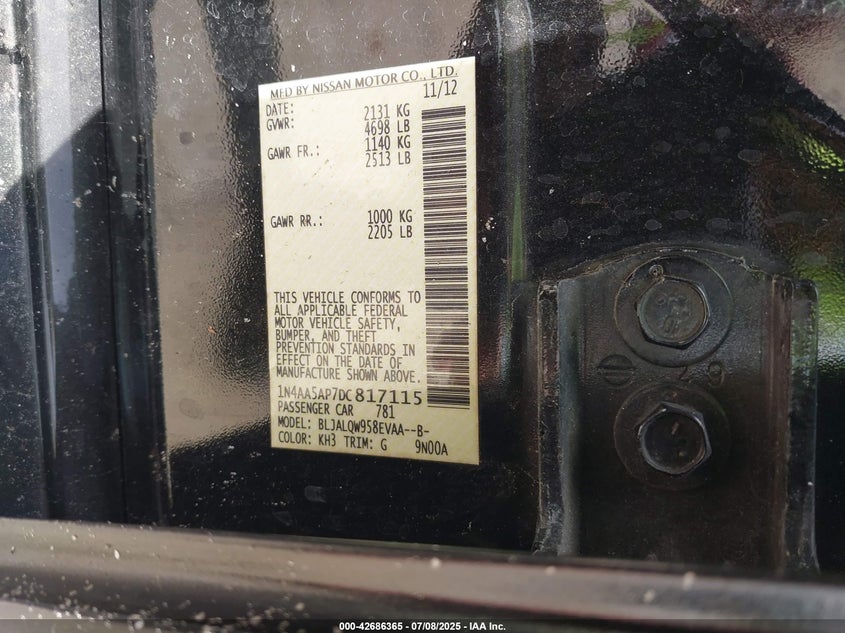 MFD BY NISSAN MOTOR CO., LTD.
DATE: 11/12
GVWR: 2131 KG
4698 LB
GAWR FR.: 1140 KG
2513 LB
GAWR RR.: 1000 KG
2205 LB
THIS VEHICLE CONFORMS TO
ALL APPLICABLE FEDERAL
MOTOR VEHICLE SAFETY,
BUMPER, AND THEFT
PREVENTION STANDARDS IN
EFFECT ON THE DATE OF
MANUFACTURE SHOWN ABOVE.
1N4AA5AP7DC817115
PASSENGER CAR 781
MODEL: BLJALQW958EVAA--B-
COLOR: KH3 TRIM: G 9N00A
000-42686365 - 07/08/2025 - IAA Inc.